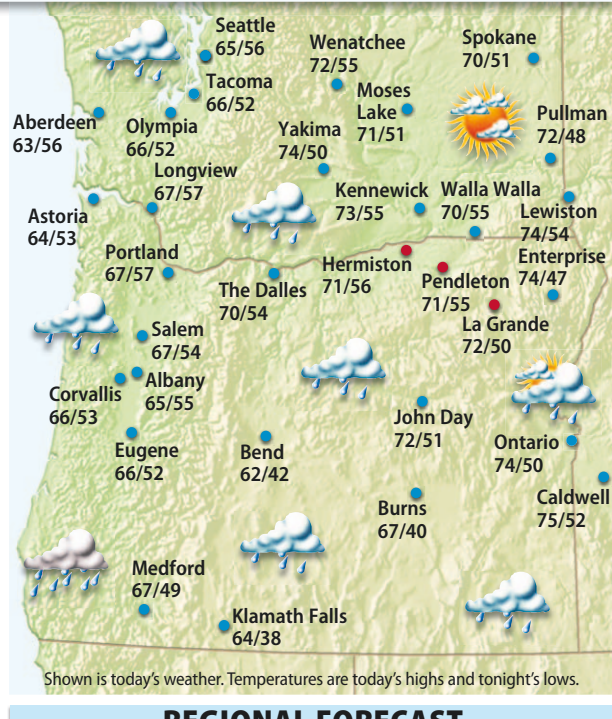 Seattle
65/56
Wenatchee
72/55
Spokane
70/51
Tacoma
66/52
Moses
Lake
71/51
Pullman
72/48
Aberdeen
63/56
Olympia
66/52
Yakima
74/50
Longview
67/57
Kennewick
73/55
Walla Walla
70/55
Lewiston
74/54
Astoria
64/53
Portland
67/57
The Dalles
70/54
Hermiston
71/56
Pendleton
71/55
Enterprise
74/47
La Grande
72/50
Salem
67/54
Albany
65/55
Corvallis
66/53
Eugene
66/52
Bend
62/42
John Day
72/51
Ontario
74/50
Caldwell
75/52
Burns
67/40
Medford
67/49
Klamath Falls
64/38
Shown is today's weather. Temperatures are today's highs and tonight's lows.
REGIONAL FORECAST